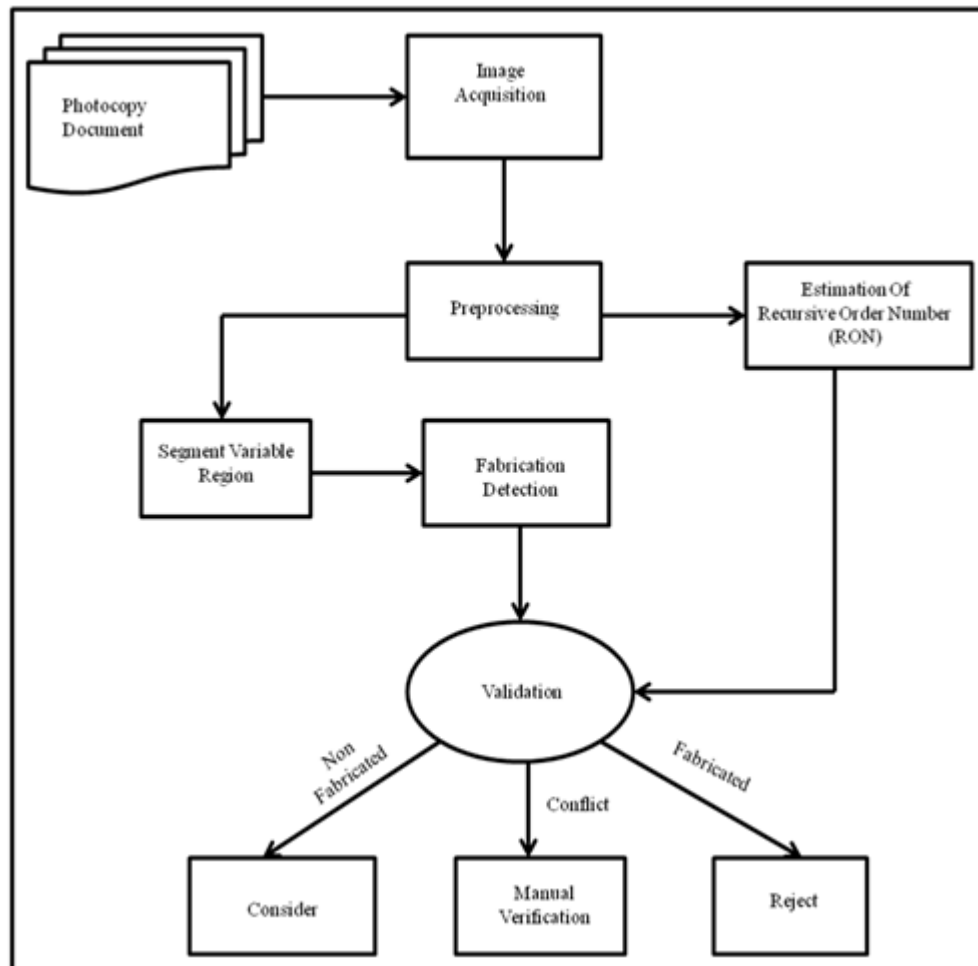 Photocopy
Document
Image
Acquisition
Preprocessing
Estimation Of
Recursive Order Number
(RON)
Segment Variable
Region
Fabrication
Detection
Validation
Non
Fabricated
Conflict
Fabricated
Consider
Manual
Verification
Reject